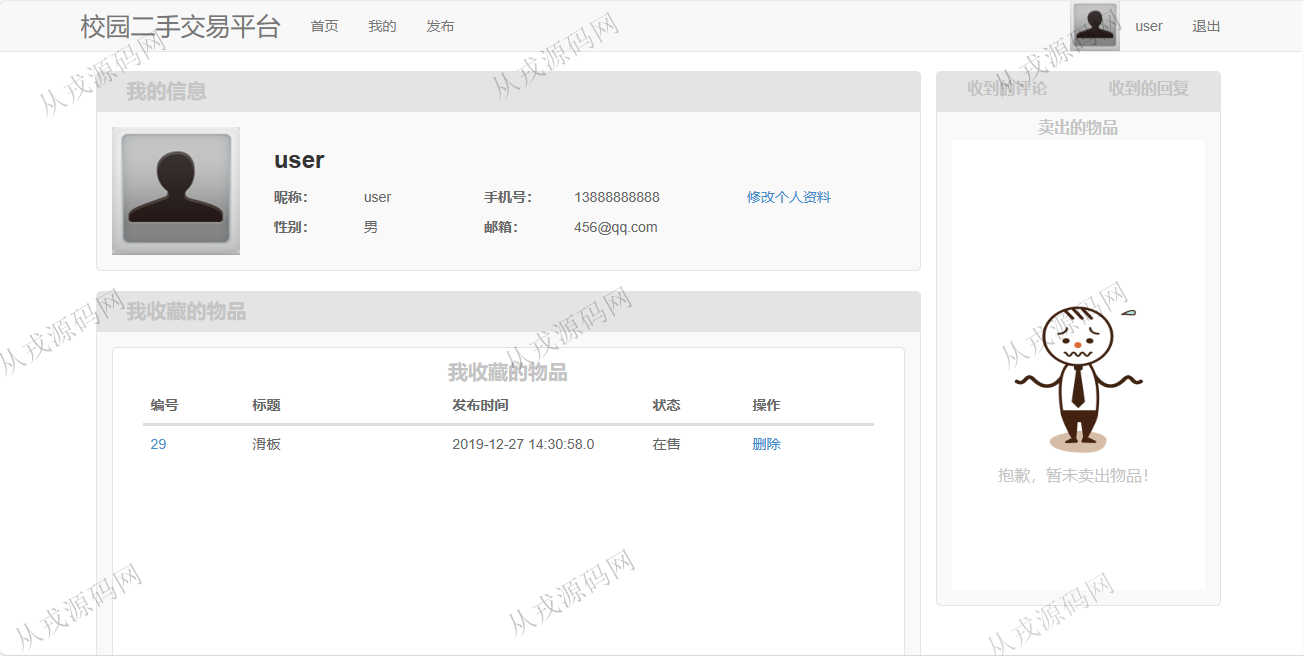 校园二手交易平台 首页 我的 发布 user 退出
我的信息
user
昵称: user 手机号: 13888888888 修改个人资料
性别: 男 邮箱: 456@qq.com
收到的评论 收到的回复
卖出的物品
抱歉，暂未卖出物品！
我收藏的物品
我收藏的物品
编号 标题 发布时间 状态 操作
29 滑板 2019-12-27 14:30:58.0 在售 删除
从戎源码网
从戎源码网
从戎源码网
从戎源码网
从戎源码网
从戎源码网
从戎源码网
从戎源码网
从戎源码网